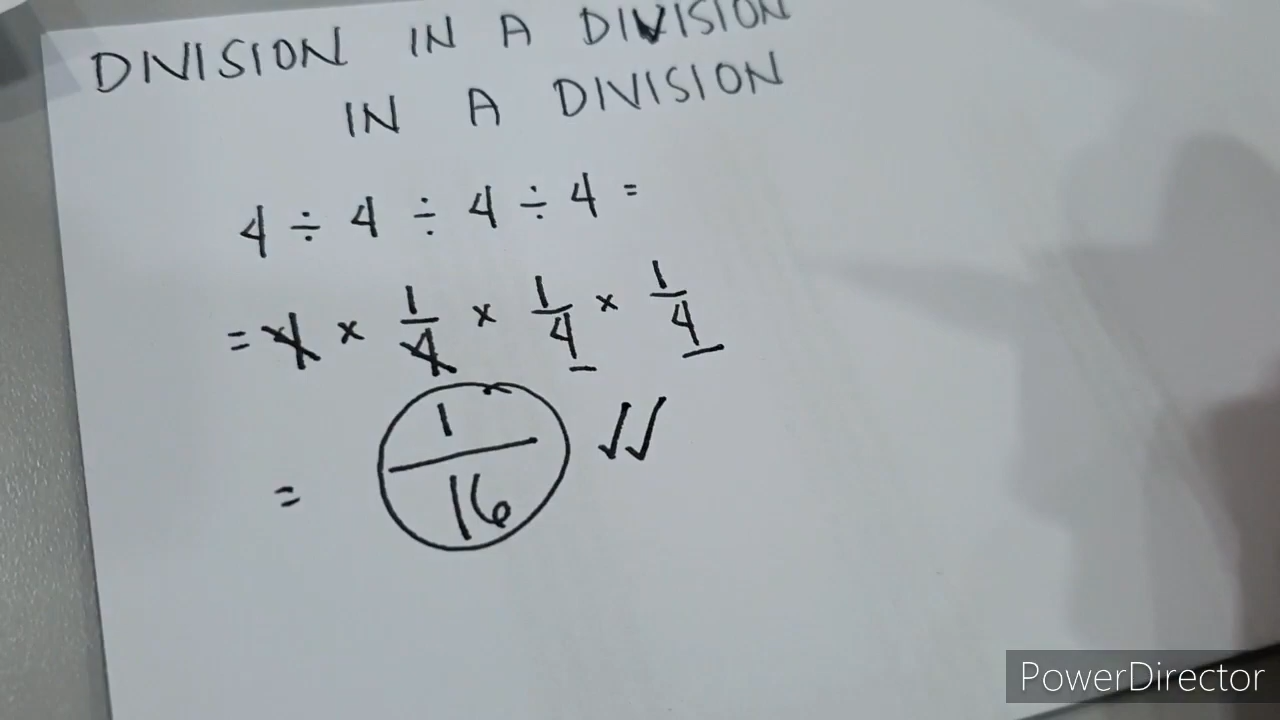 DIVISION IN A DIVISION
IN A DIVISION
4 ÷ 4 ÷ 4 ÷ 4 =
= 4 × 1/4 × 1/4 × 1/4
= 1/16 ✓✓
PowerDirector